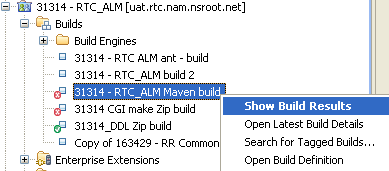 31314 - RTC_ALM [uat.rtc.nam.nsroot.net]
Builds
Build Engines
31314 - RTC ALM ant - build
31314 - RTC_ALM build 2
31314 - RTC_ALM Maven build
31314 CGI make Zip build
31314_DDL Zip build
Copy of 163429 - RR Common
Enterprise Extensions
Show Build Results
Open Latest Build Details
Search for Tagged Builds...
Open Build Definition